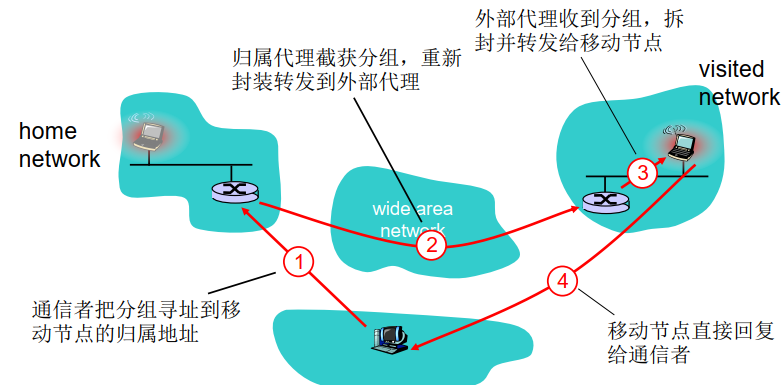 外部代理收到分组，拆
封并转发给移动节点
归属代理截获分组，重新
封装转发到外部代理
visited
network
home
network
3
wide area
network
2
1
4
通信者把分组寻址到移
动节点的归属地址
移动节点直接回复
给通信者